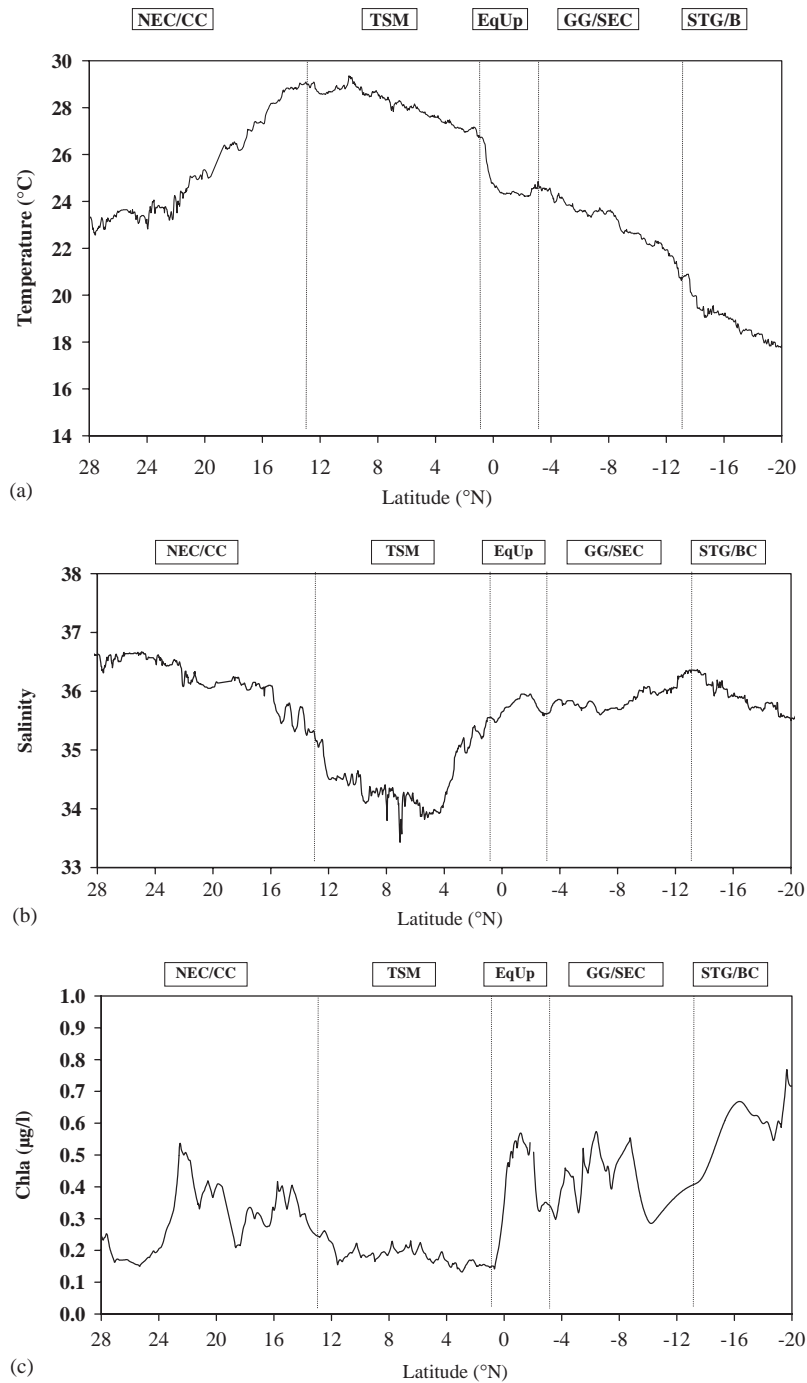 NEC/CC TSM EqUp GG/SEC STG/B
30
28
26
24
22
20
18
16
14
Temperature (°C)
28 24 20 16 12 8 4 0 -4 -8 -12 -16 -20
Latitude (°N)
(a)
NEC/CC TSM EqUp GG/SEC STG/BC
38
37
36
35
34
33
Salinity
28 24 20 16 12 8 4 0 -4 -8 -12 -16 -20
Latitude (°N)
(b)
NEC/CC TSM EqUp GG/SEC STG/BC
1.0
0.9
0.8
0.7
0.6
0.5
0.4
0.3
0.2
0.1
0.0
Chla (µg/l)
28 24 20 16 12 8 4 0 -4 -8 -12 -16 -20
Latitude (°N)
(c)